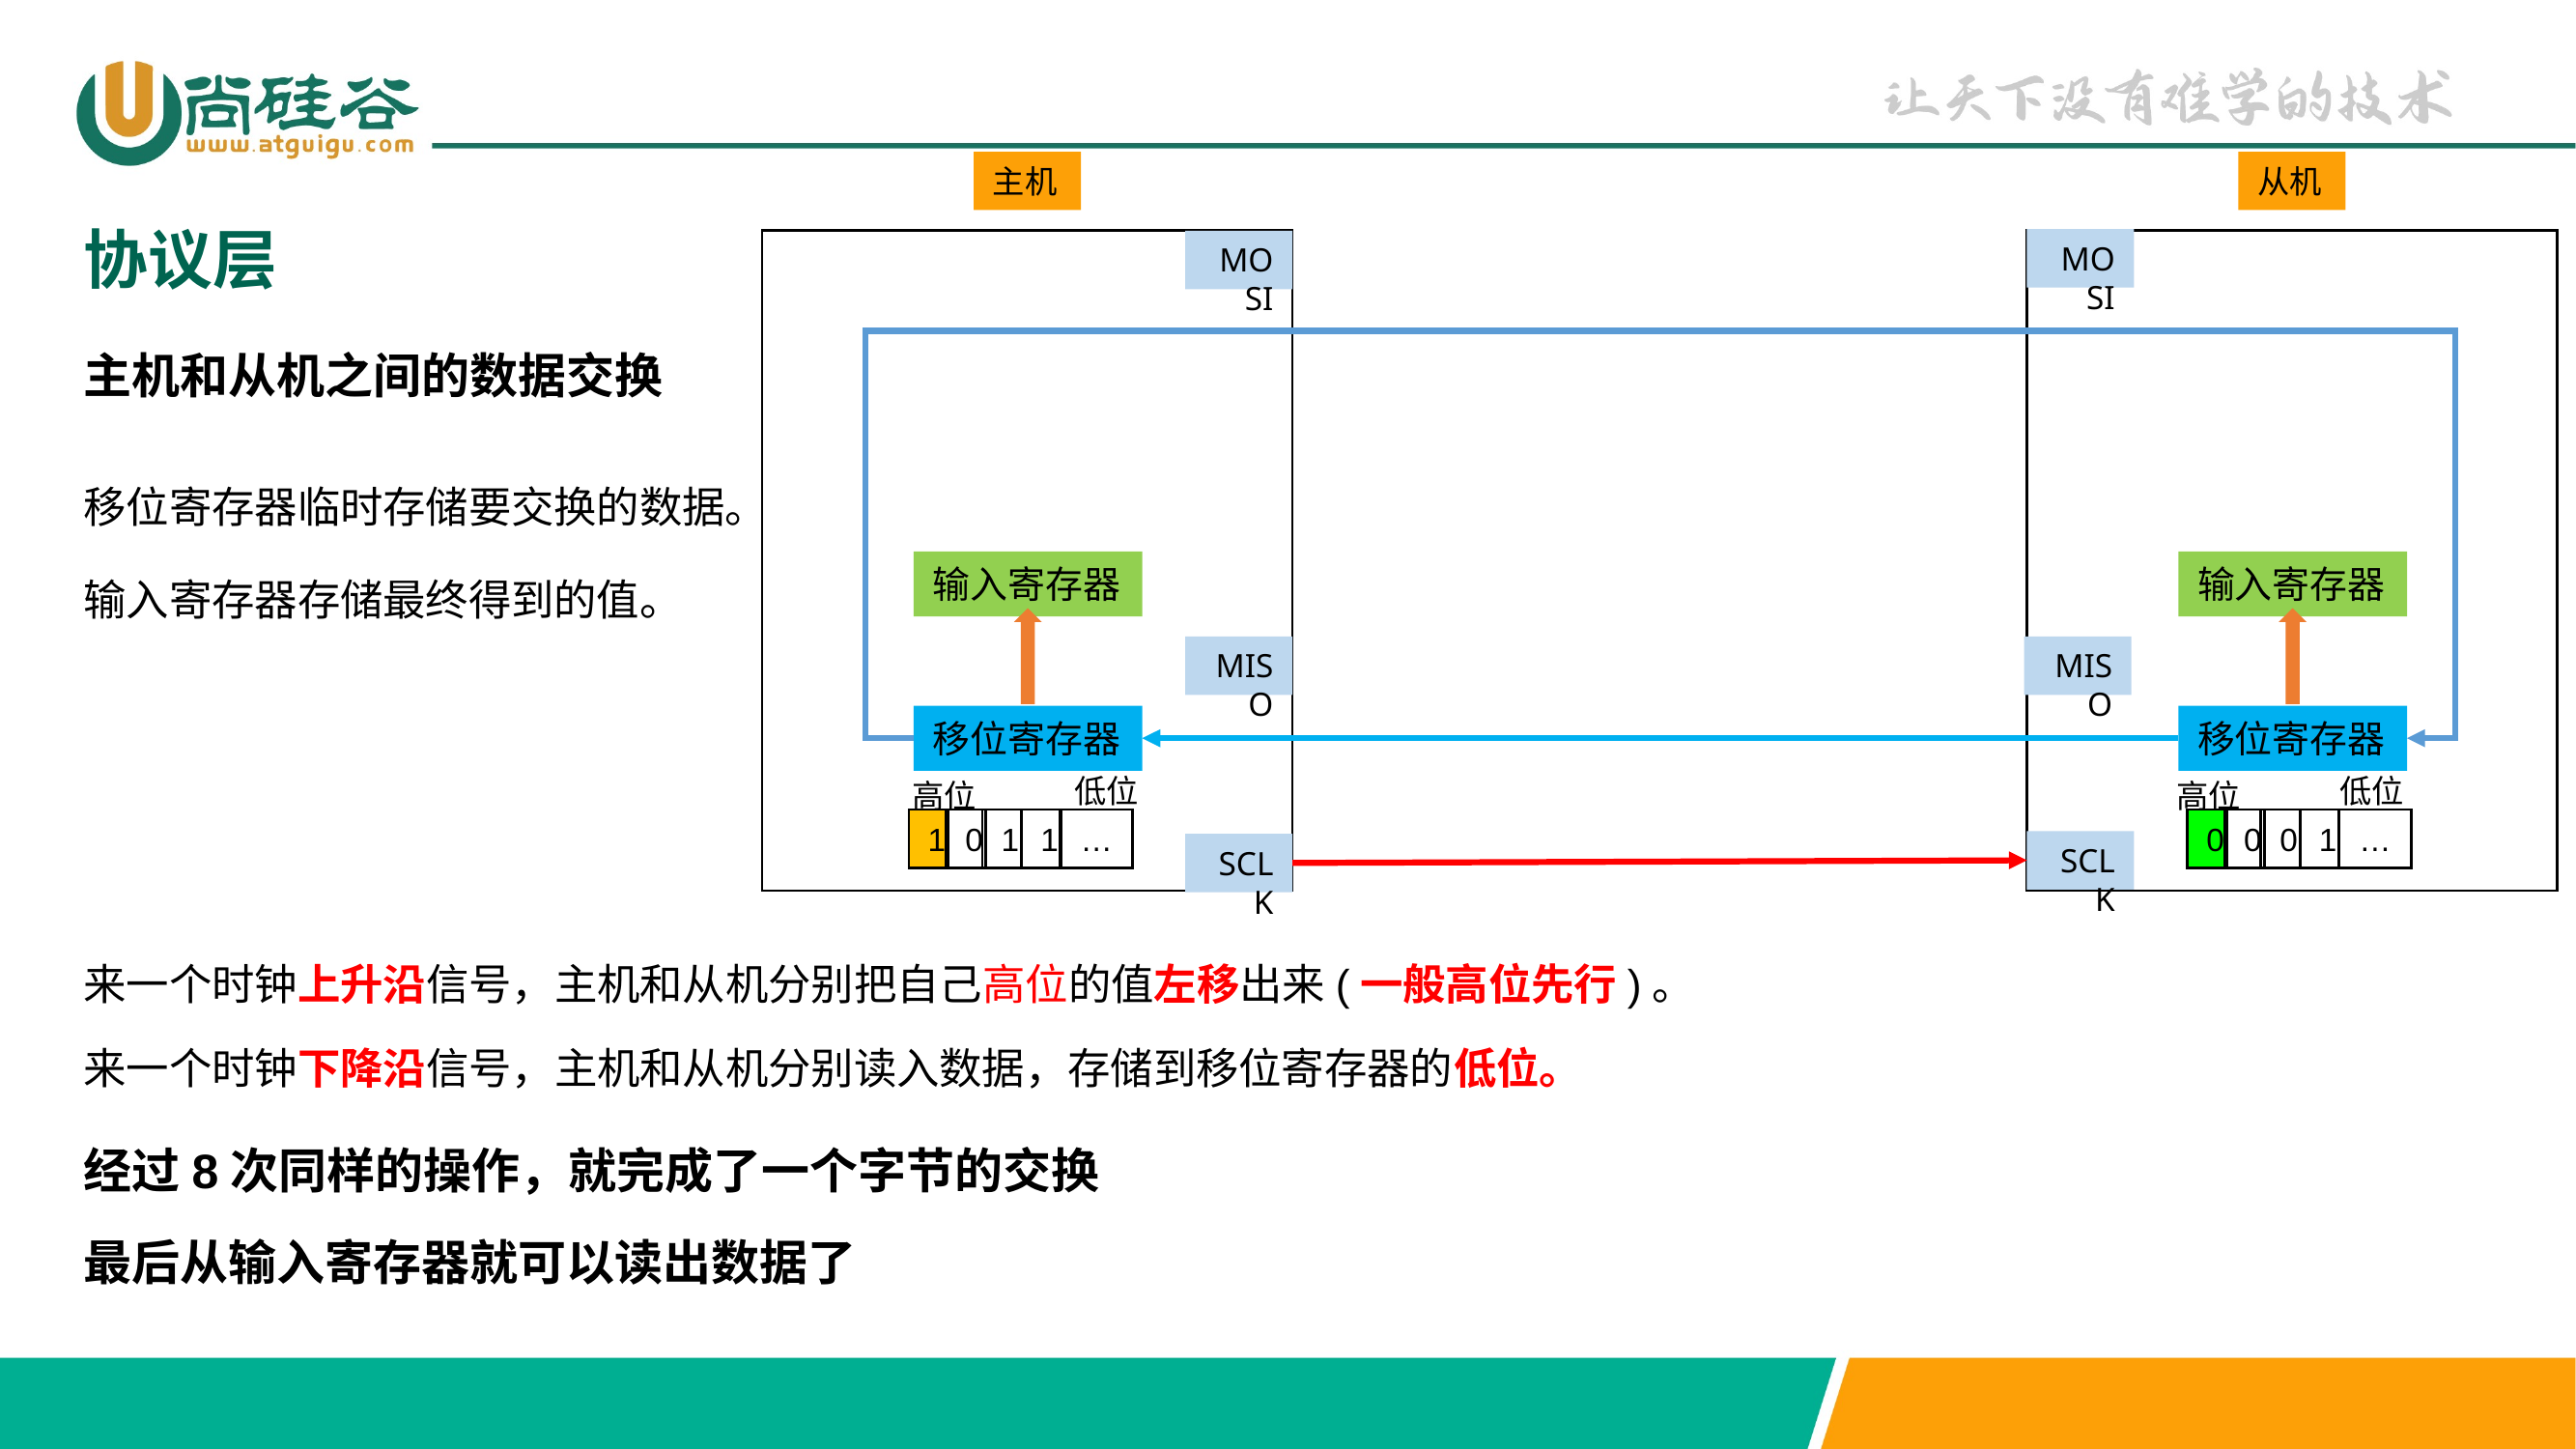 尚硅谷
www.atguigu.com
让天下没有难学的技术
主机
从机
协议层
主机和从机之间的数据交换
移位寄存器临时存储要交换的数据。
输入寄存器存储最终得到的值。
MO
SI
MO
SI
输入寄存器
输入寄存器
MIS
O
MIS
O
移位寄存器
移位寄存器
高位 低位
高位 低位
1 0 1 1 …
0 0 0 1 …
SCL
K
SCL
K
来一个时钟上升沿信号，主机和从机分别把自己高位的值左移出来（一般高位先行）。
来一个时钟下降沿信号，主机和从机分别读入数据，存储到移位寄存器的低位。
经过 8 次同样的操作，就完成了一个字节的交换
最后从输入寄存器就可以读出数据了